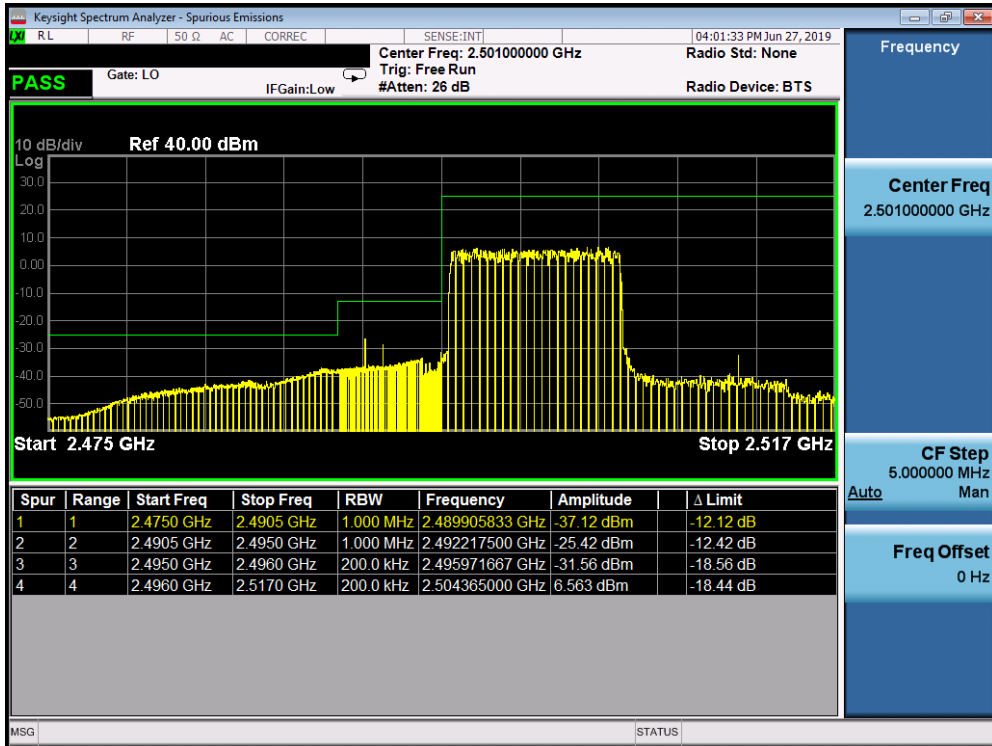 Keysight Spectrum Analyzer - Spurious Emissions
LXI RL RF 50 Ω AC CORREC SENSE:INT 04:01:33 PM Jun 27, 2019
Center Freq: 2.501000000 GHz Radio Std: None
PASS Gate: LO Trig: Free Run
IFGain:Low #Atten: 26 dB Radio Device: BTS
10 dB/div Ref 40.00 dBm
Log
30.0
20.0
10.0
0.00
-10.0
-20.0
-30.0
-40.0
-50.0
Start 2.475 GHz Stop 2.517 GHz
Spur Range Start Freq Stop Freq RBW Frequency Amplitude Δ Limit
1 1 2.4750 GHz 2.4905 GHz 1.000 MHz 2.489905833 GHz -37.12 dBm -12.12 dB
2 2 2.4905 GHz 2.4950 GHz 1.000 MHz 2.492217500 GHz -25.42 dBm -12.42 dB
3 3 2.4950 GHz 2.4960 GHz 200.0 kHz 2.495971667 GHz -31.56 dBm -18.56 dB
4 4 2.4960 GHz 2.5170 GHz 200.0 kHz 2.504365000 GHz 6.563 dBm -18.44 dB
MSG STATUS
Frequency
Center Freq
2.501000000 GHz
CF Step
5.000000 MHz
Auto Man
Freq Offset
0 Hz